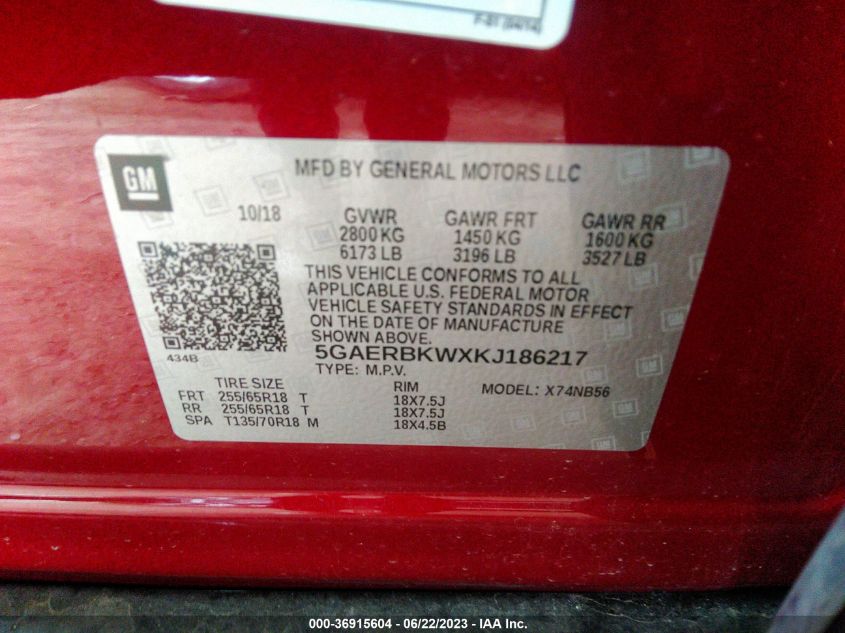 F-01 (04/14)
GM
MFD BY GENERAL MOTORS LLC
10/18 GVWR GAWR FRT GAWR RR
2800 KG 1450 KG 1600 KG
6173 LB 3196 LB 3527 LB
THIS VEHICLE CONFORMS TO ALL
APPLICABLE U.S. FEDERAL MOTOR
VEHICLE SAFETY STANDARDS IN EFFECT
ON THE DATE OF MANUFACTURE
SHOWN ABOVE.
434B 5GAERBKWXKJ186217
TYPE: M.P.V.
TIRE SIZE RIM MODEL: X74NB56
FRT 255/65R18 T 18X7.5J
RR 255/65R18 T 18X7.5J
SPA T135/70R18 M 18X4.5B
000-36915604 / 06/22/2023 - IAA Inc.